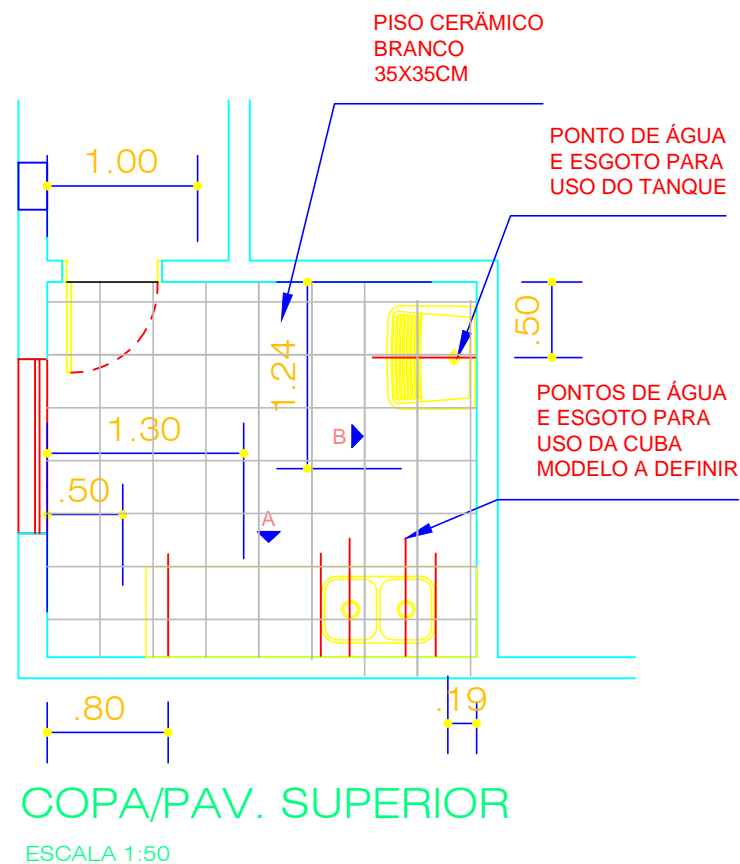 PISO CERÄMICO
BRANCO
35X35CM
PONTO DE ÁGUA
E ESGOTO PARA
USO DO TANQUE
1.00
.50
1.24
PONTOS DE ÁGUA
E ESGOTO PARA
USO DA CUBA
MODELO A DEFINIR
1.30
B
.50
A
.80
.19
COPA/PAV. SUPERIOR
ESCALA 1:50